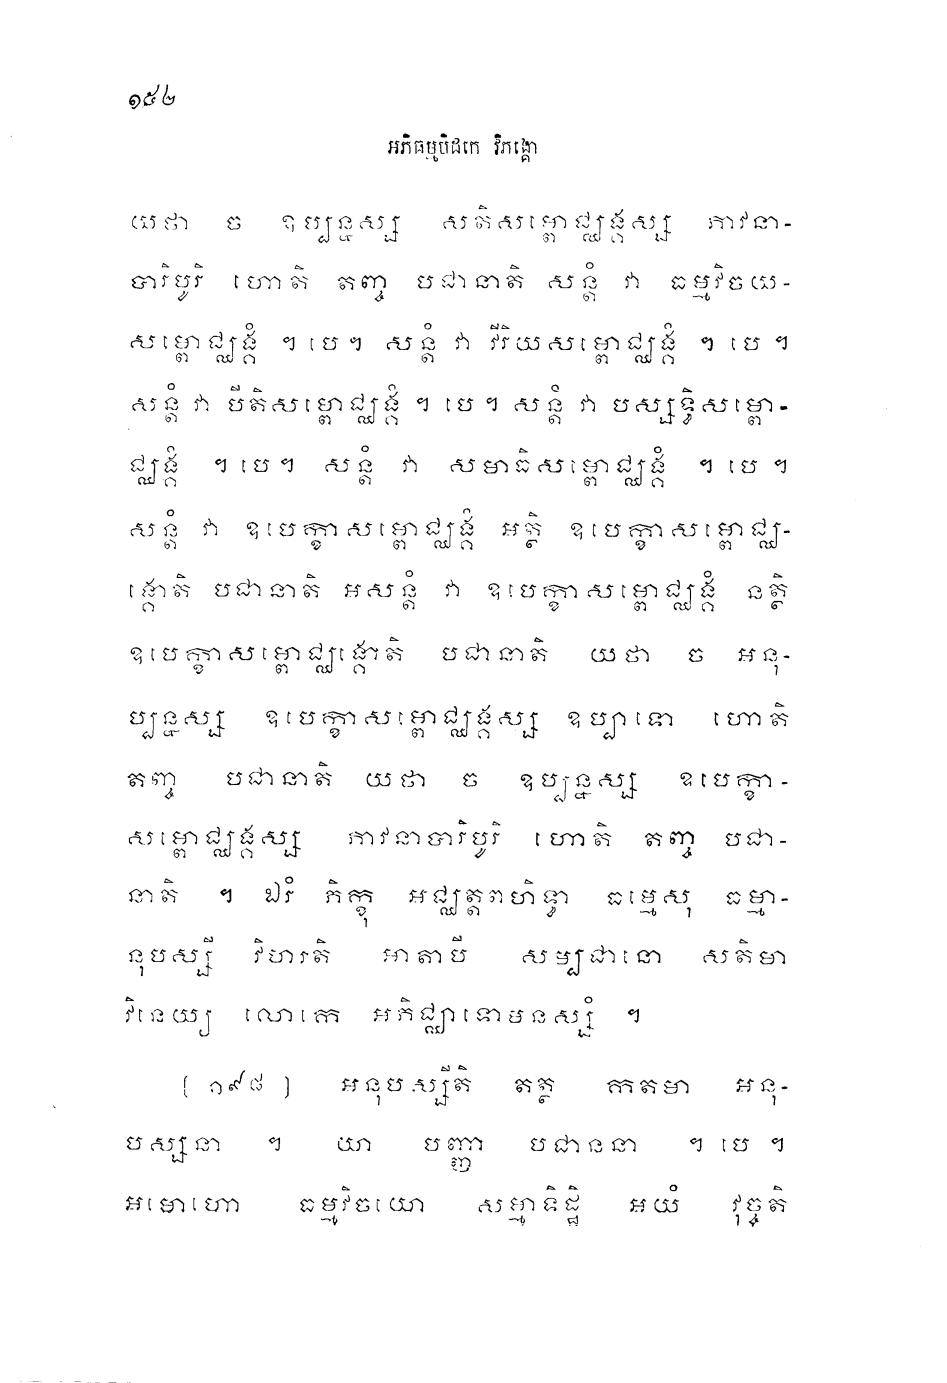 ១៥២
អភិធម្មបិដកេ វិភង្គោ
យថា ច ឧប្បន្នស្ស សតិសម្ពោជ្ឈង្គស្ស ភាវនា-
បារិបូរិ ហោតិ តញ្ច បជានាតិ សន្តំ វា ធម្មវិចយ-
សម្ពោជ្ឈង្គំ ។ បេ។ សន្តំ វា វីរិយសម្ពោជ្ឈង្គំ ។ បេ ។
សន្តំ វា បីតិសម្ពោជ្ឈង្គំ ។ បេ ។ សន្តំ វា បស្សទ្ធិសម្ពោ-
ជ្ឈង្គំ ។ បេ។ សន្តំ វា សមាធិសម្ពោជ្ឈង្គំ ។ បេ ។
សន្តំ វា ឧបេក្ខាសម្ពោជ្ឈង្គំ អត្ថិ ឧបេក្ខាសម្ពោជ្ឈ-
ង្គោតិ បជានាតិ អសន្តំ វា ឧបេក្ខាសម្ពោជ្ឈង្គំ នត្ថិ
ឧបេក្ខាសម្ពោជ្ឈង្គោតិ បជានាតិ យថា ច អនុ-
ប្បន្នស្ស ឧបេក្ខាសម្ពោជ្ឈង្គស្ស ឧប្បាទោ ហោតិ
តញ្ច បជានាតិ យថា ច ឧប្បន្នស្ស ឧបេក្ខា-
សម្ពោជ្ឈង្គស្ស ភាវនាបារិបូរិ ហោតិ តញ្ច បជា-
នាតិ ។ ឯវំ ភិក្ខុ អជ្ឈត្តពហិទ្ធា ធម្មេសុ ធម្មា-
នុបស្សី វិហរតិ អាតាបី សម្បជានោ សតិមា
វិនេយ្យ លោកេ អភិជ្ឈាទោមនស្សំ ។
[ ១៩៨ ] អនុបស្សីតិ តត្ថ កតមា អនុ-
បស្សនា ។ យា បញ្ញា បជាននា ។ បេ ។
អមោហោ ធម្មវិចយោ សម្មាទិដ្ឋិ អយំ វុច្ចតិ